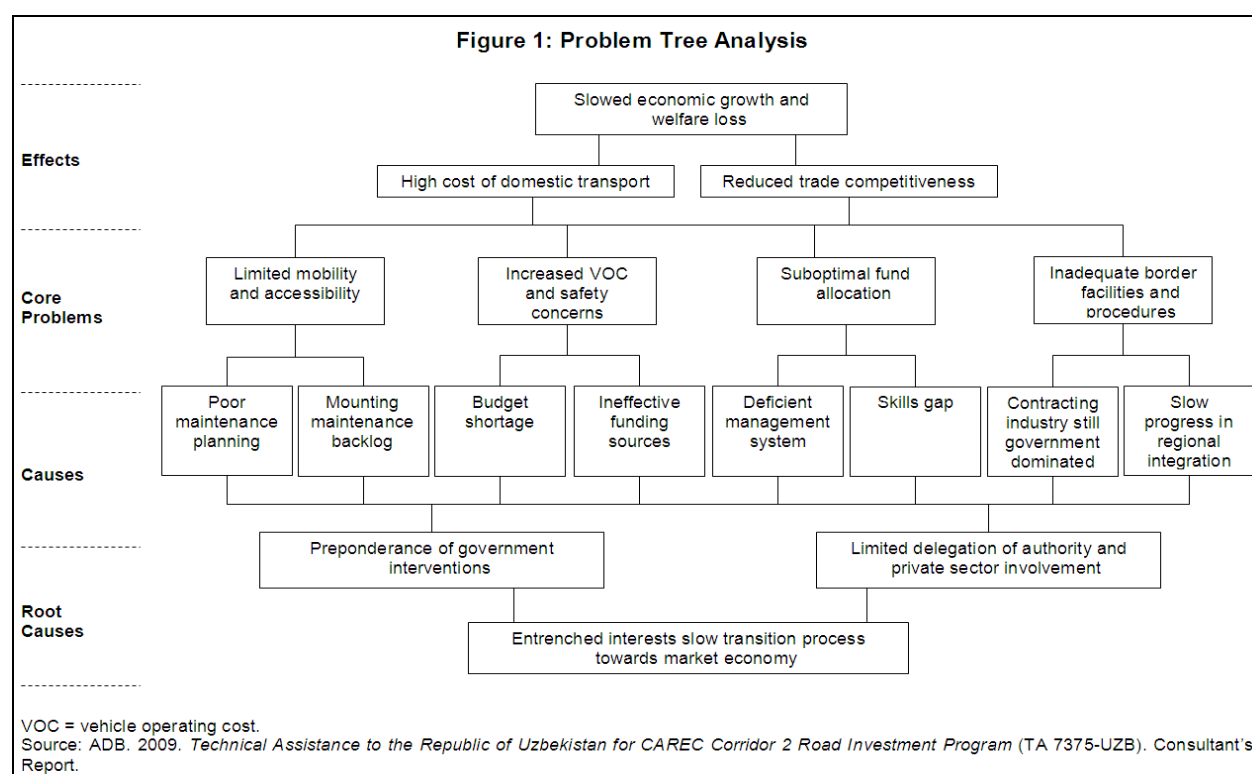 Figure 1: Problem Tree Analysis
Slowed economic growth and
welfare loss
Effects
High cost of domestic transport
Reduced trade competitiveness
Core
Problems
Limited mobility
and accessibility
Increased VOC
and safety
concerns
Suboptimal fund
allocation
Inadequate border
facilities and
procedures
Causes
Poor
maintenance
planning
Mounting
maintenance
backlog
Budget
shortage
Ineffective
funding
sources
Deficient
management
system
Skills gap
Contracting
industry still
government
dominated
Slow
progress in
regional
integration
Preponderance of government
interventions
Limited delegation of authority and
private sector involvement
Root
Causes
Entrenched interests slow transition process
towards market economy
VOC = vehicle operating cost.
Source: ADB. 2009. Technical Assistance to the Republic of Uzbekistan for CAREC Corridor 2 Road Investment Program (TA 7375-UZB). Consultant's
Report.